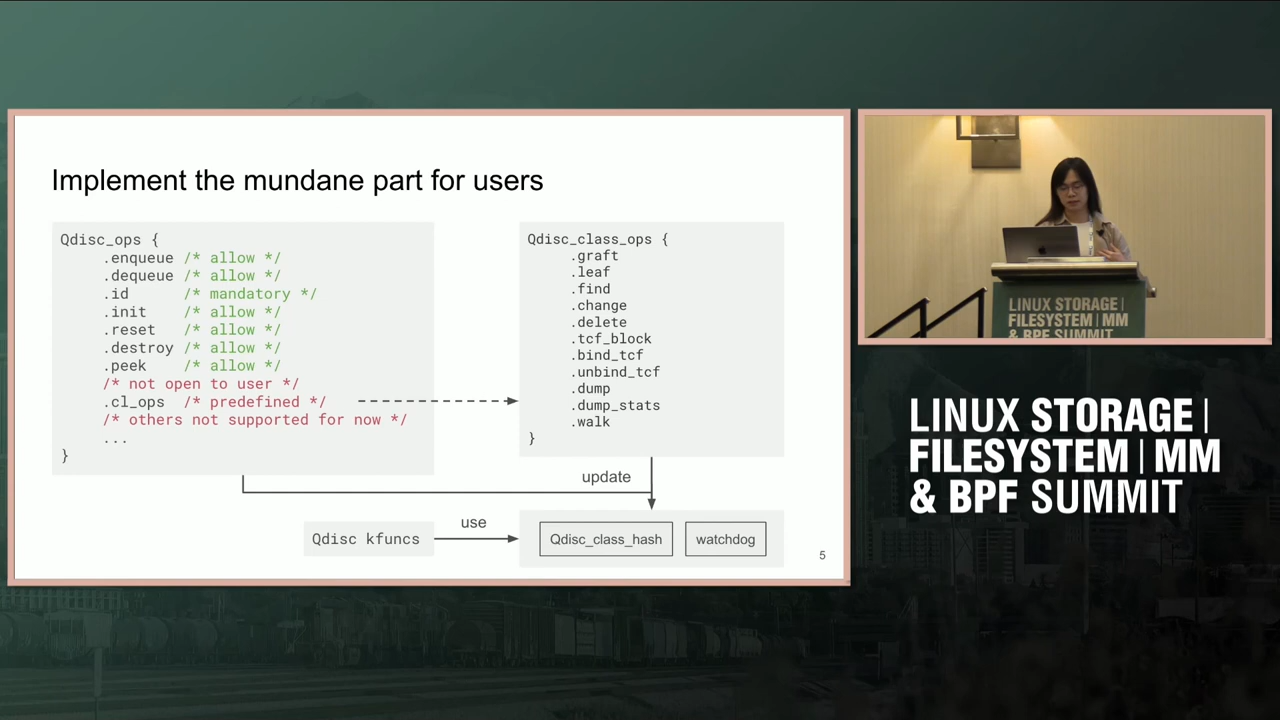 Implement the mundane part for users
Qdisc_ops {
.enqueue /* allow */
.dequeue /* allow */
.id /* mandatory */
.init /* allow */
.reset /* allow */
.destroy /* allow */
.peek /* allow */
/* not open to user */
.cl_ops /* predefined */
/* others not supported for now */
...
}
Qdisc_class_ops {
.graft
.leaf
.find
.change
.delete
.tcf_block
.bind_tcf
.unbind_tcf
.dump
.dump_stats
.walk
}
update
Qdisc kfuncs
use
Qdisc_class_hash
watchdog
5
LINUX STORAGE |
FILESYSTEM | MM
& BPF SUMMIT
LINUX STORAGE |
FILESYSTEM | MM
& BPF SUMMIT